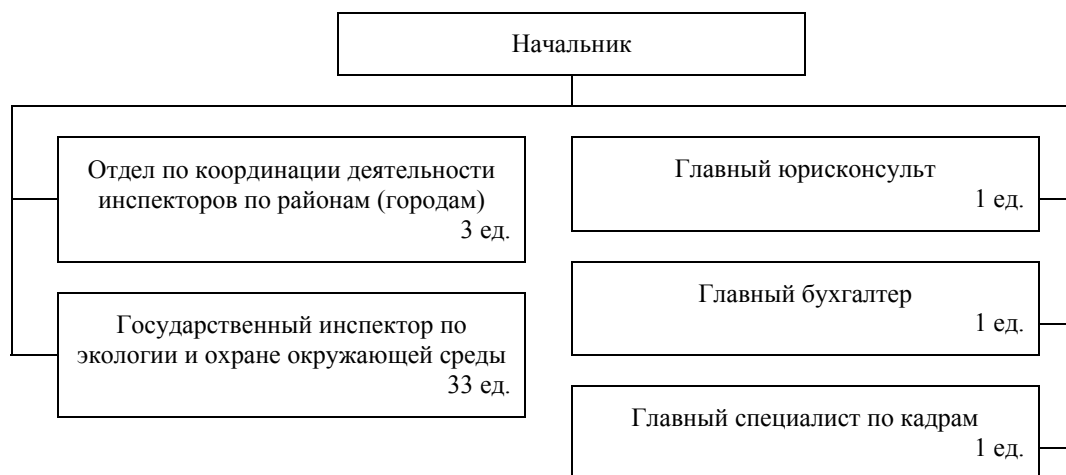 Начальник
Отдел по координации деятельности
инспекторов по районам (городам)
3 ед.
Государственный инспектор по
экологии и охране окружающей среды
33 ед.
Главный юрисконсульт
1 ед.
Главный бухгалтер
1 ед.
Главный специалист по кадрам
1 ед.